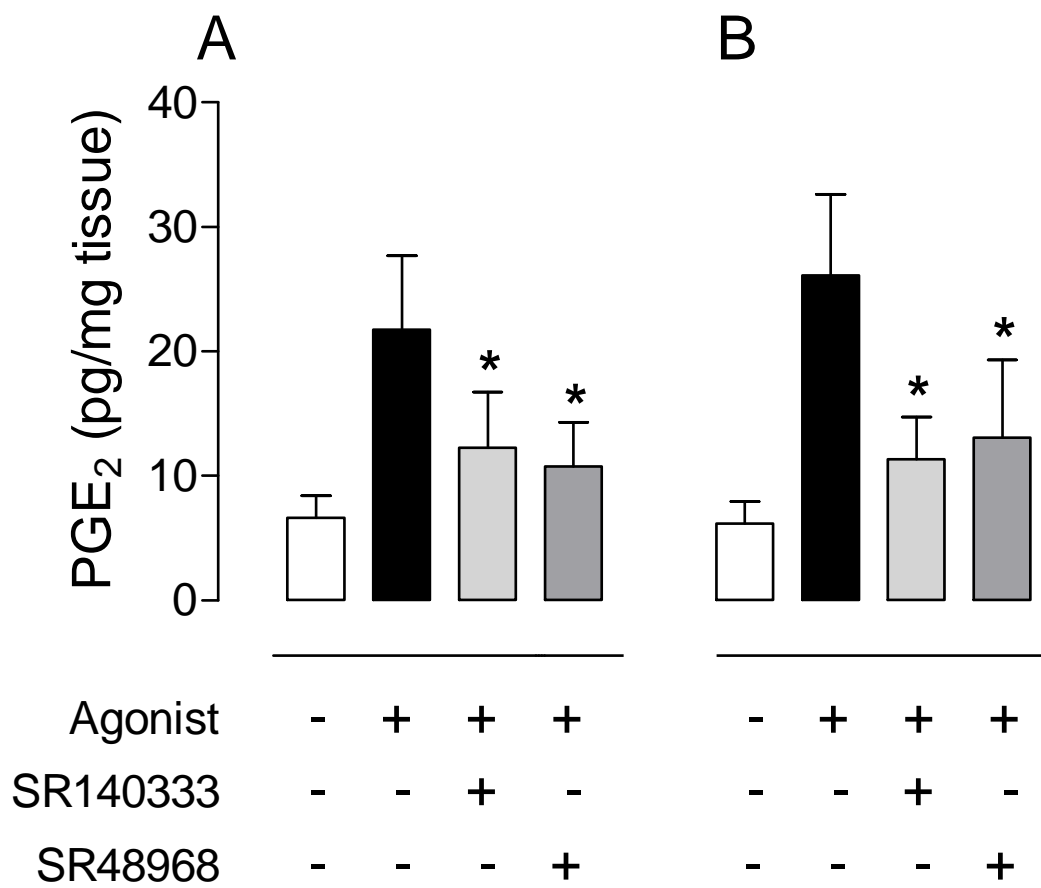 A B
40
30
20
10
0
PGE₂ (pg/mg tissue)
* *
* *
Agonist - + + + - + + +
SR140333 - - + - - - + -
SR48968 - - - + - - - +